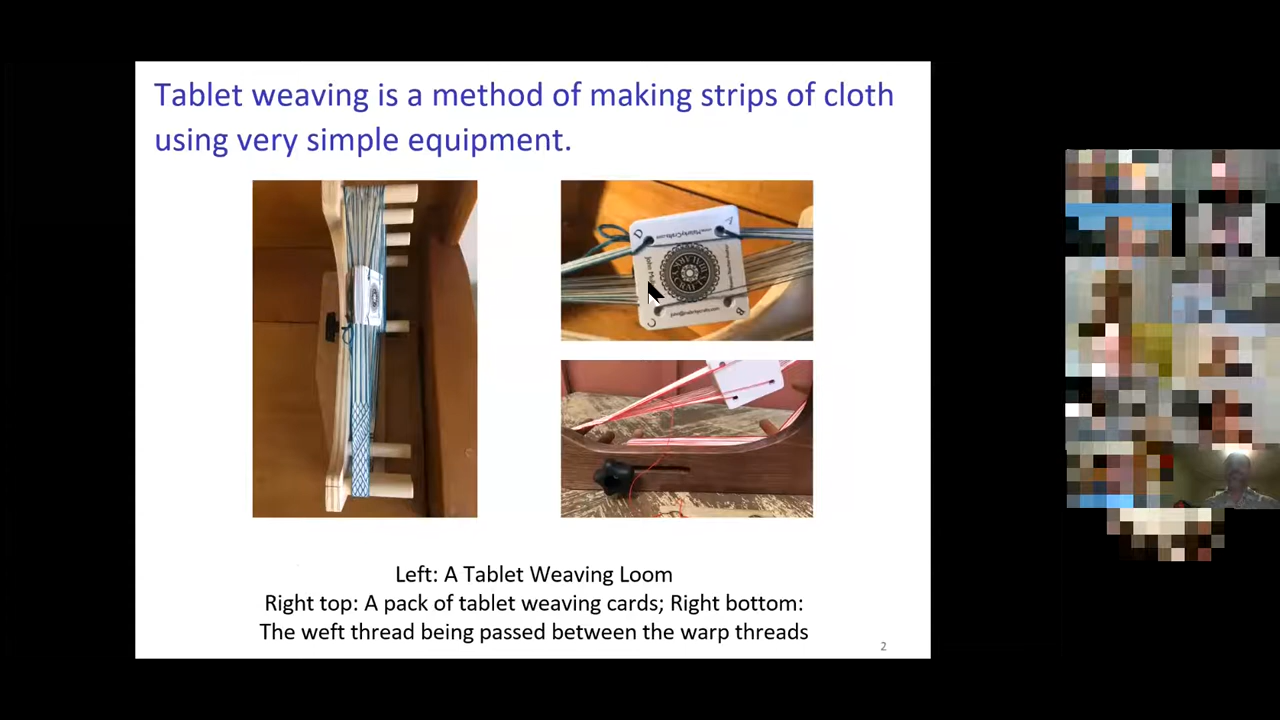 Tablet weaving is a method of making strips of cloth
using very simple equipment.
D
A
C
B
Left: A Tablet Weaving Loom
Right top: A pack of tablet weaving cards; Right bottom:
The weft thread being passed between the warp threads
2